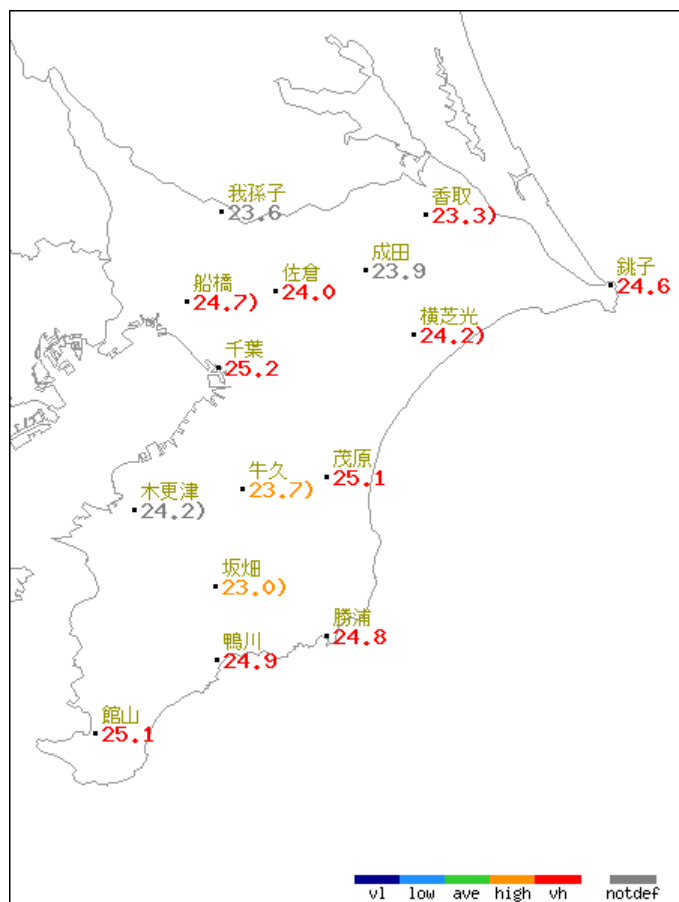 我孫子
23.6
香取
23.3)
成田
23.9
船橋
24.7)
佐倉
24.0
銚子
24.6
横芝光
24.2)
千葉
25.2
茂原
25.1
牛久
23.7)
木更津
24.2)
坂畑
23.0)
勝浦
24.8
鴨川
24.9
館山
25.1
vl low ave high vh notdef